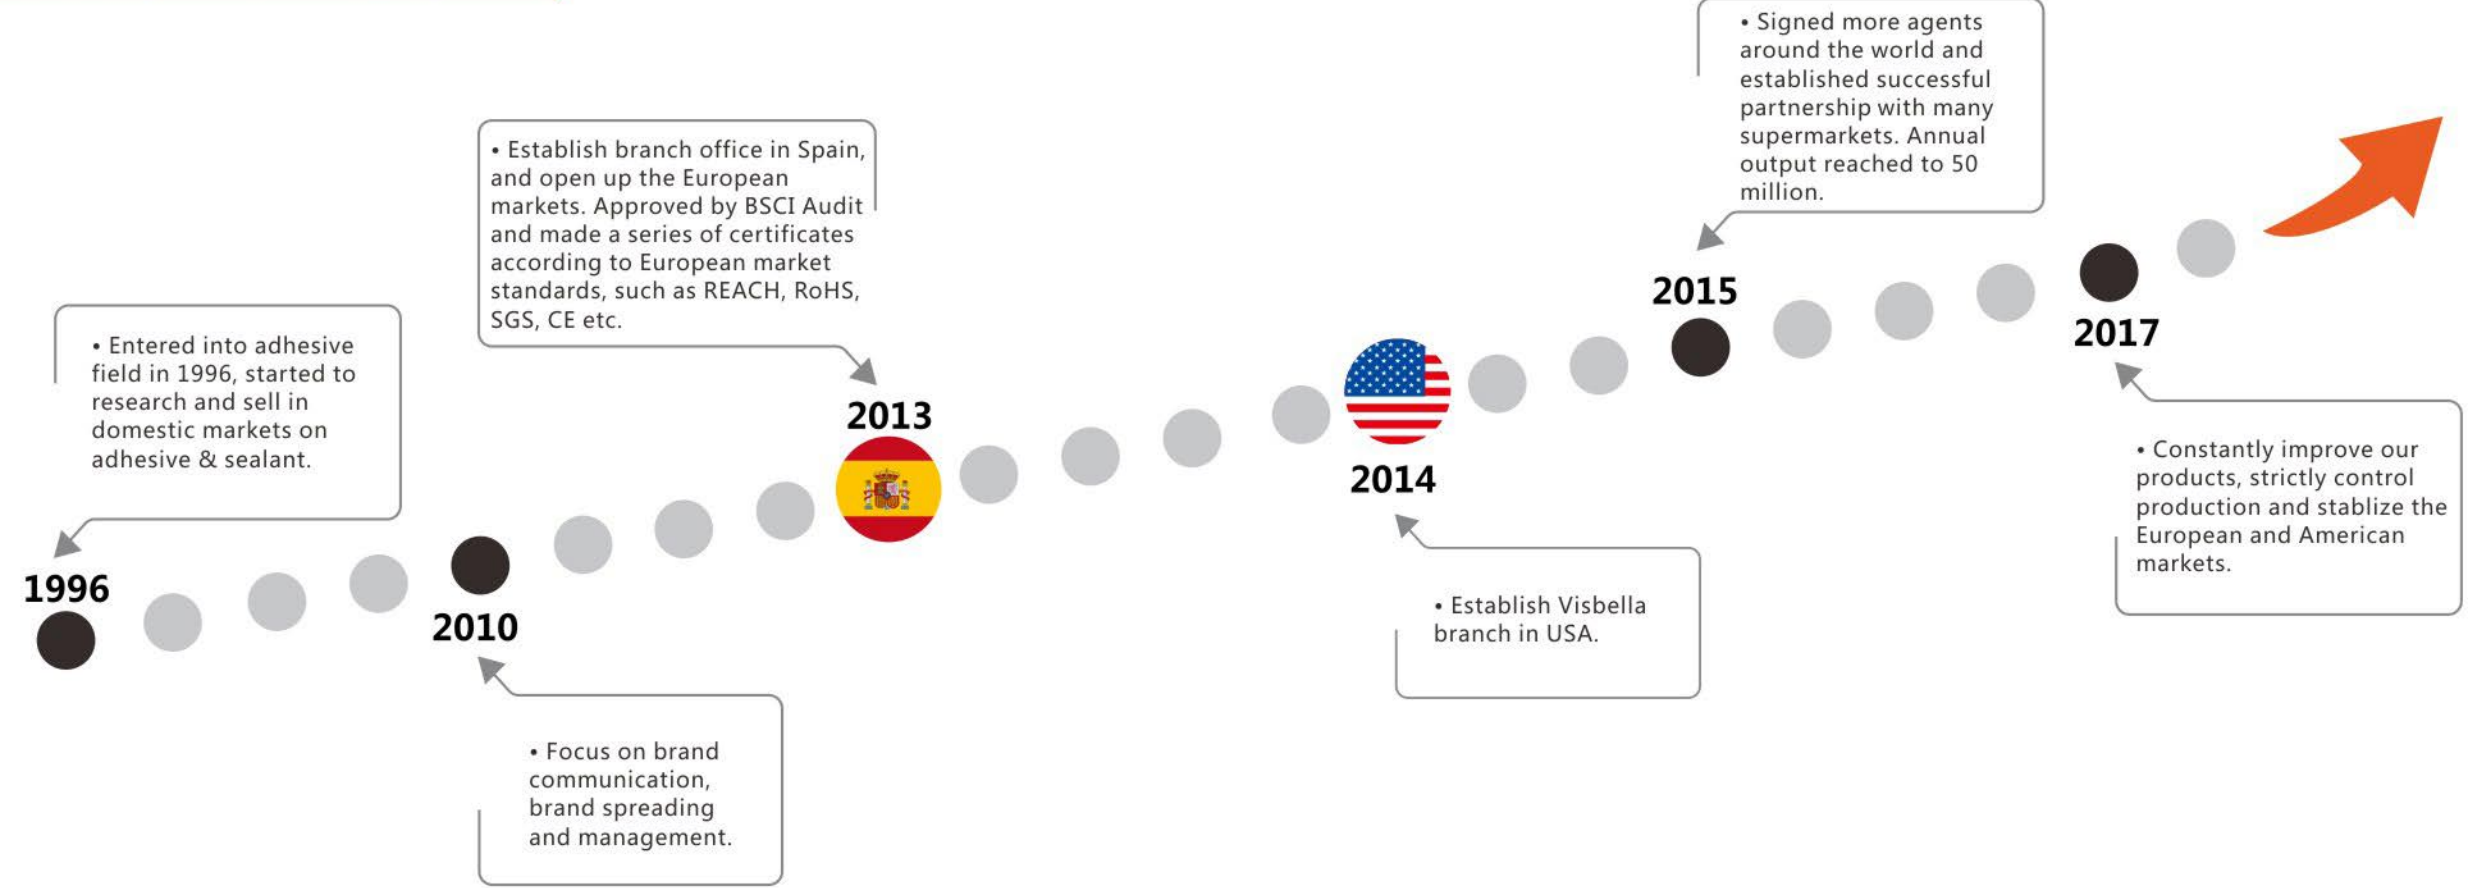 • Entered into adhesive
field in 1996, started to
research and sell in
domestic markets on
adhesive & sealant.
1996
2010
• Focus on brand
communication,
brand spreading
and management.
• Establish branch office in Spain,
and open up the European
markets. Approved by BSCI Audit
and made a series of certificates
according to European market
standards, such as REACH, RoHS,
SGS, CE etc.
2013
2014
• Establish Visbella
branch in USA.
• Signed more agents
around the world and
established successful
partnership with many
supermarkets. Annual
output reached to 50
million.
2015
2017
• Constantly improve our
products, strictly control
production and stablize the
European and American
markets.